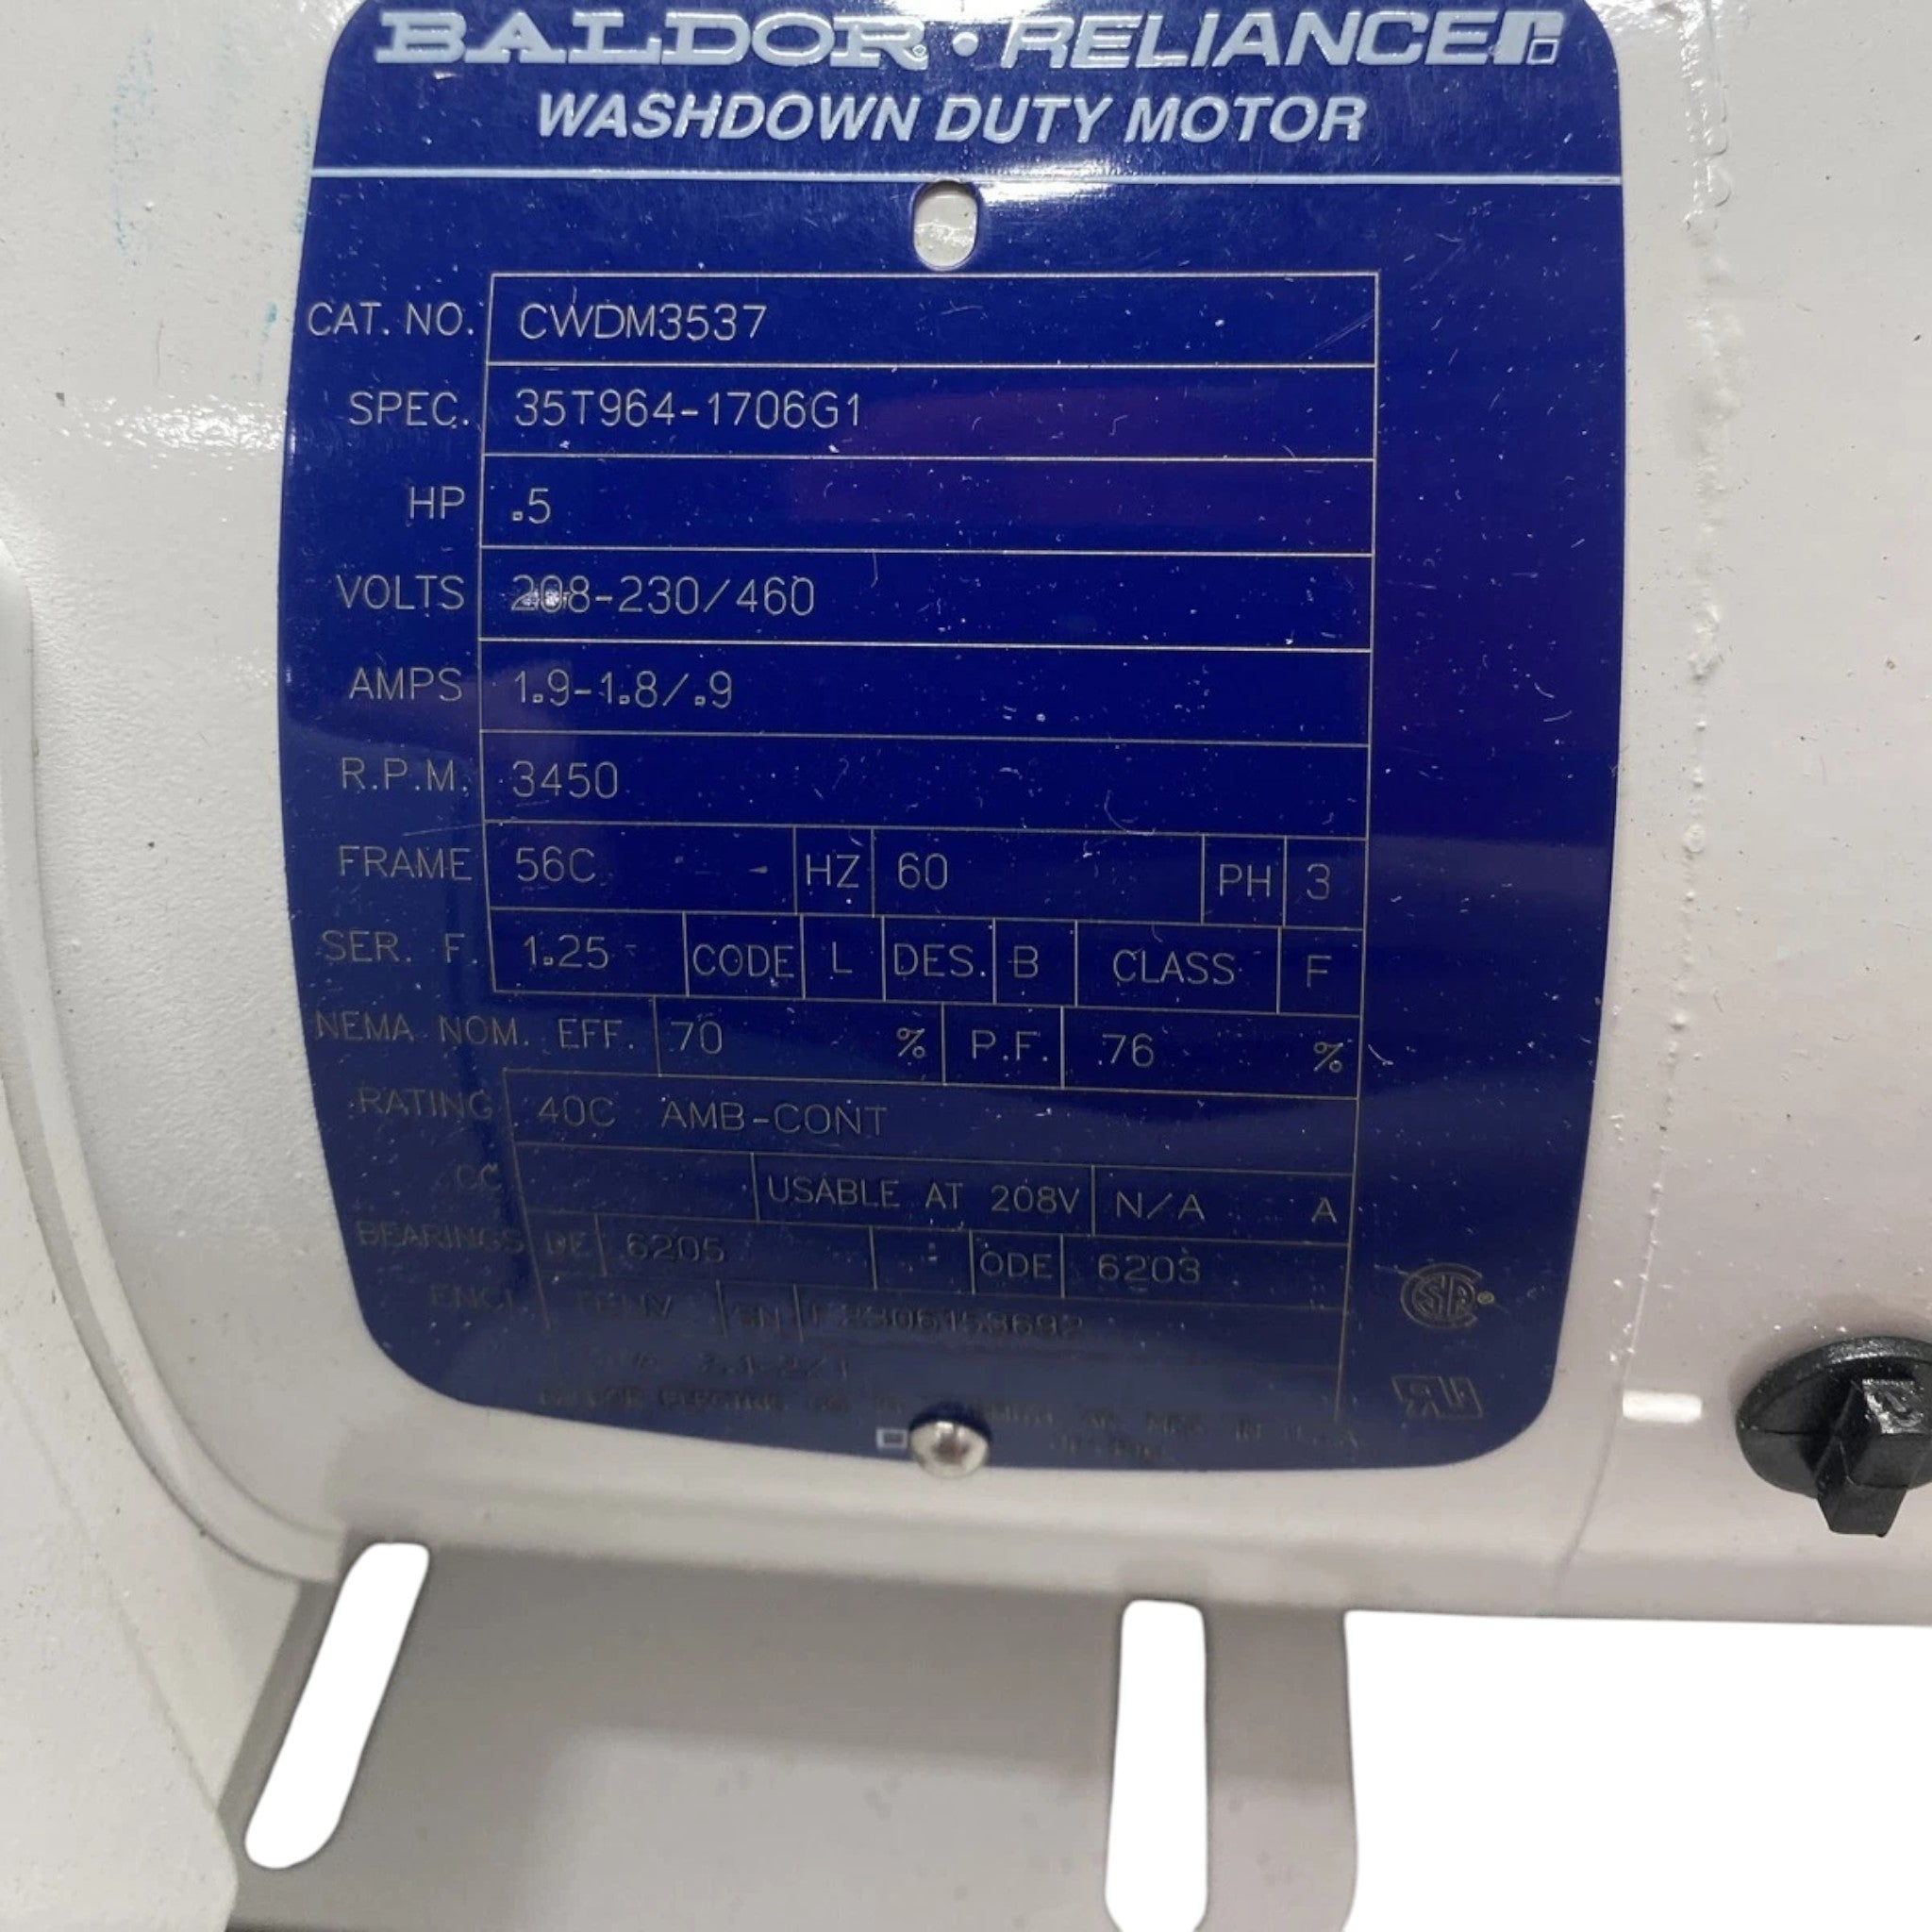 BALDOR • RELIANCE
WASHDOWN DUTY MOTOR
CAT. NO. CWDM3537
SPEC. 35T964-1706G1
HP .5
VOLTS 208-230/460
AMPS 1.9-1.8/.9
R.P.M. 3450
FRAME 56C HZ 60 PH 3
SER. F. 1.25 CODE L DES. B CLASS F
NEMA NOM. EFF. 70 % P.F. 76 %
RATING 40C AMB-CONT
CC USABLE AT 208V N/A A
BEARINGS DE 6205 ODE 6203
ENCL SN F2306153692